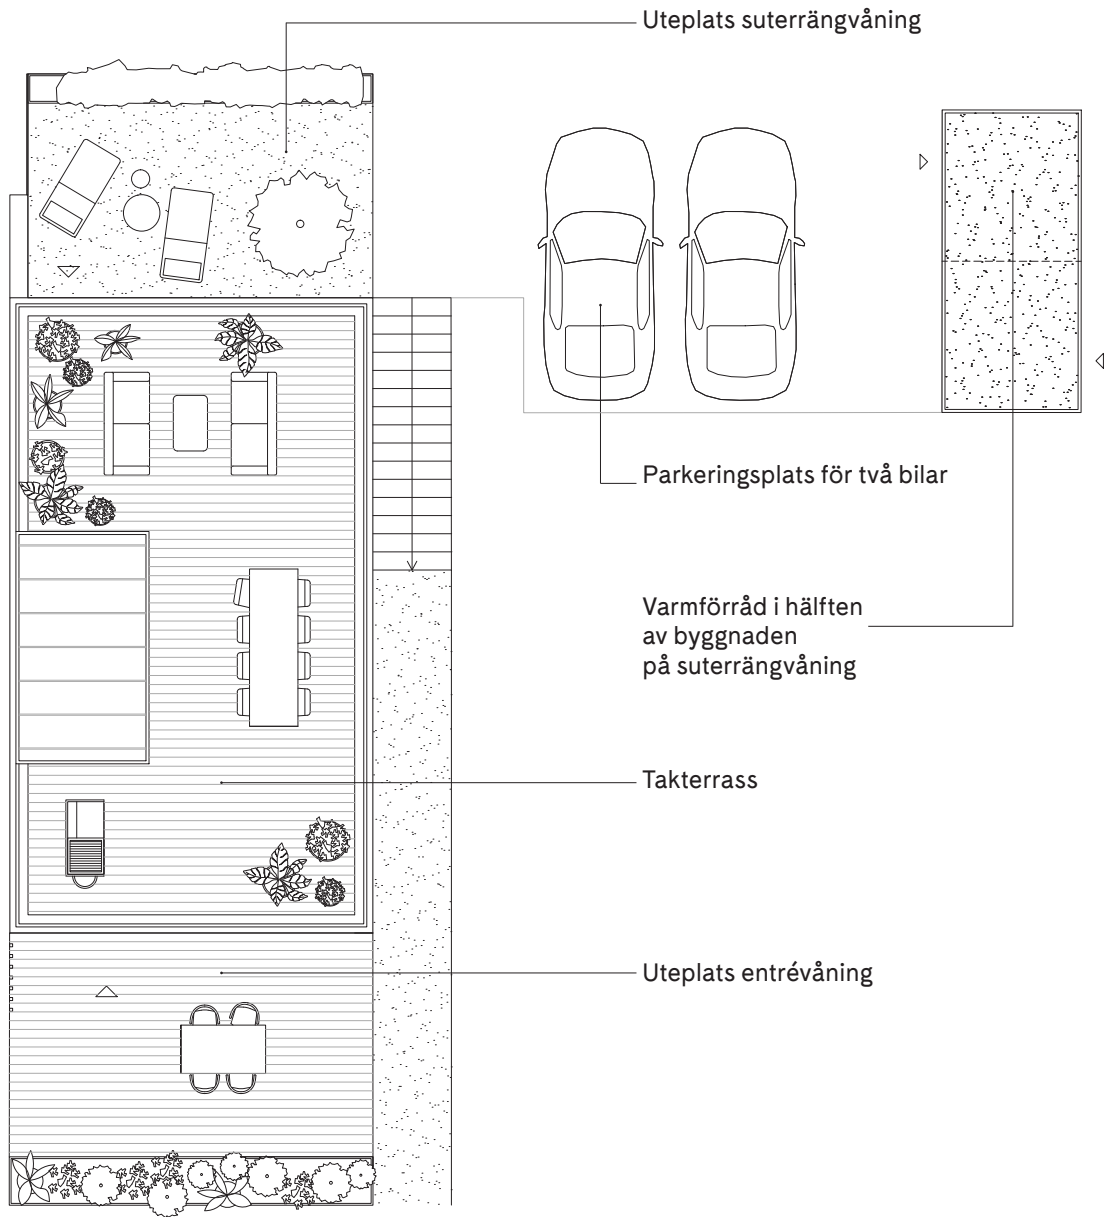 Uteplats suterrängvåning
Parkeringsplats för två bilar
Varmförråd i hälften
av byggnaden
på suterrängvåning
Takterrass
Uteplats entrévåning